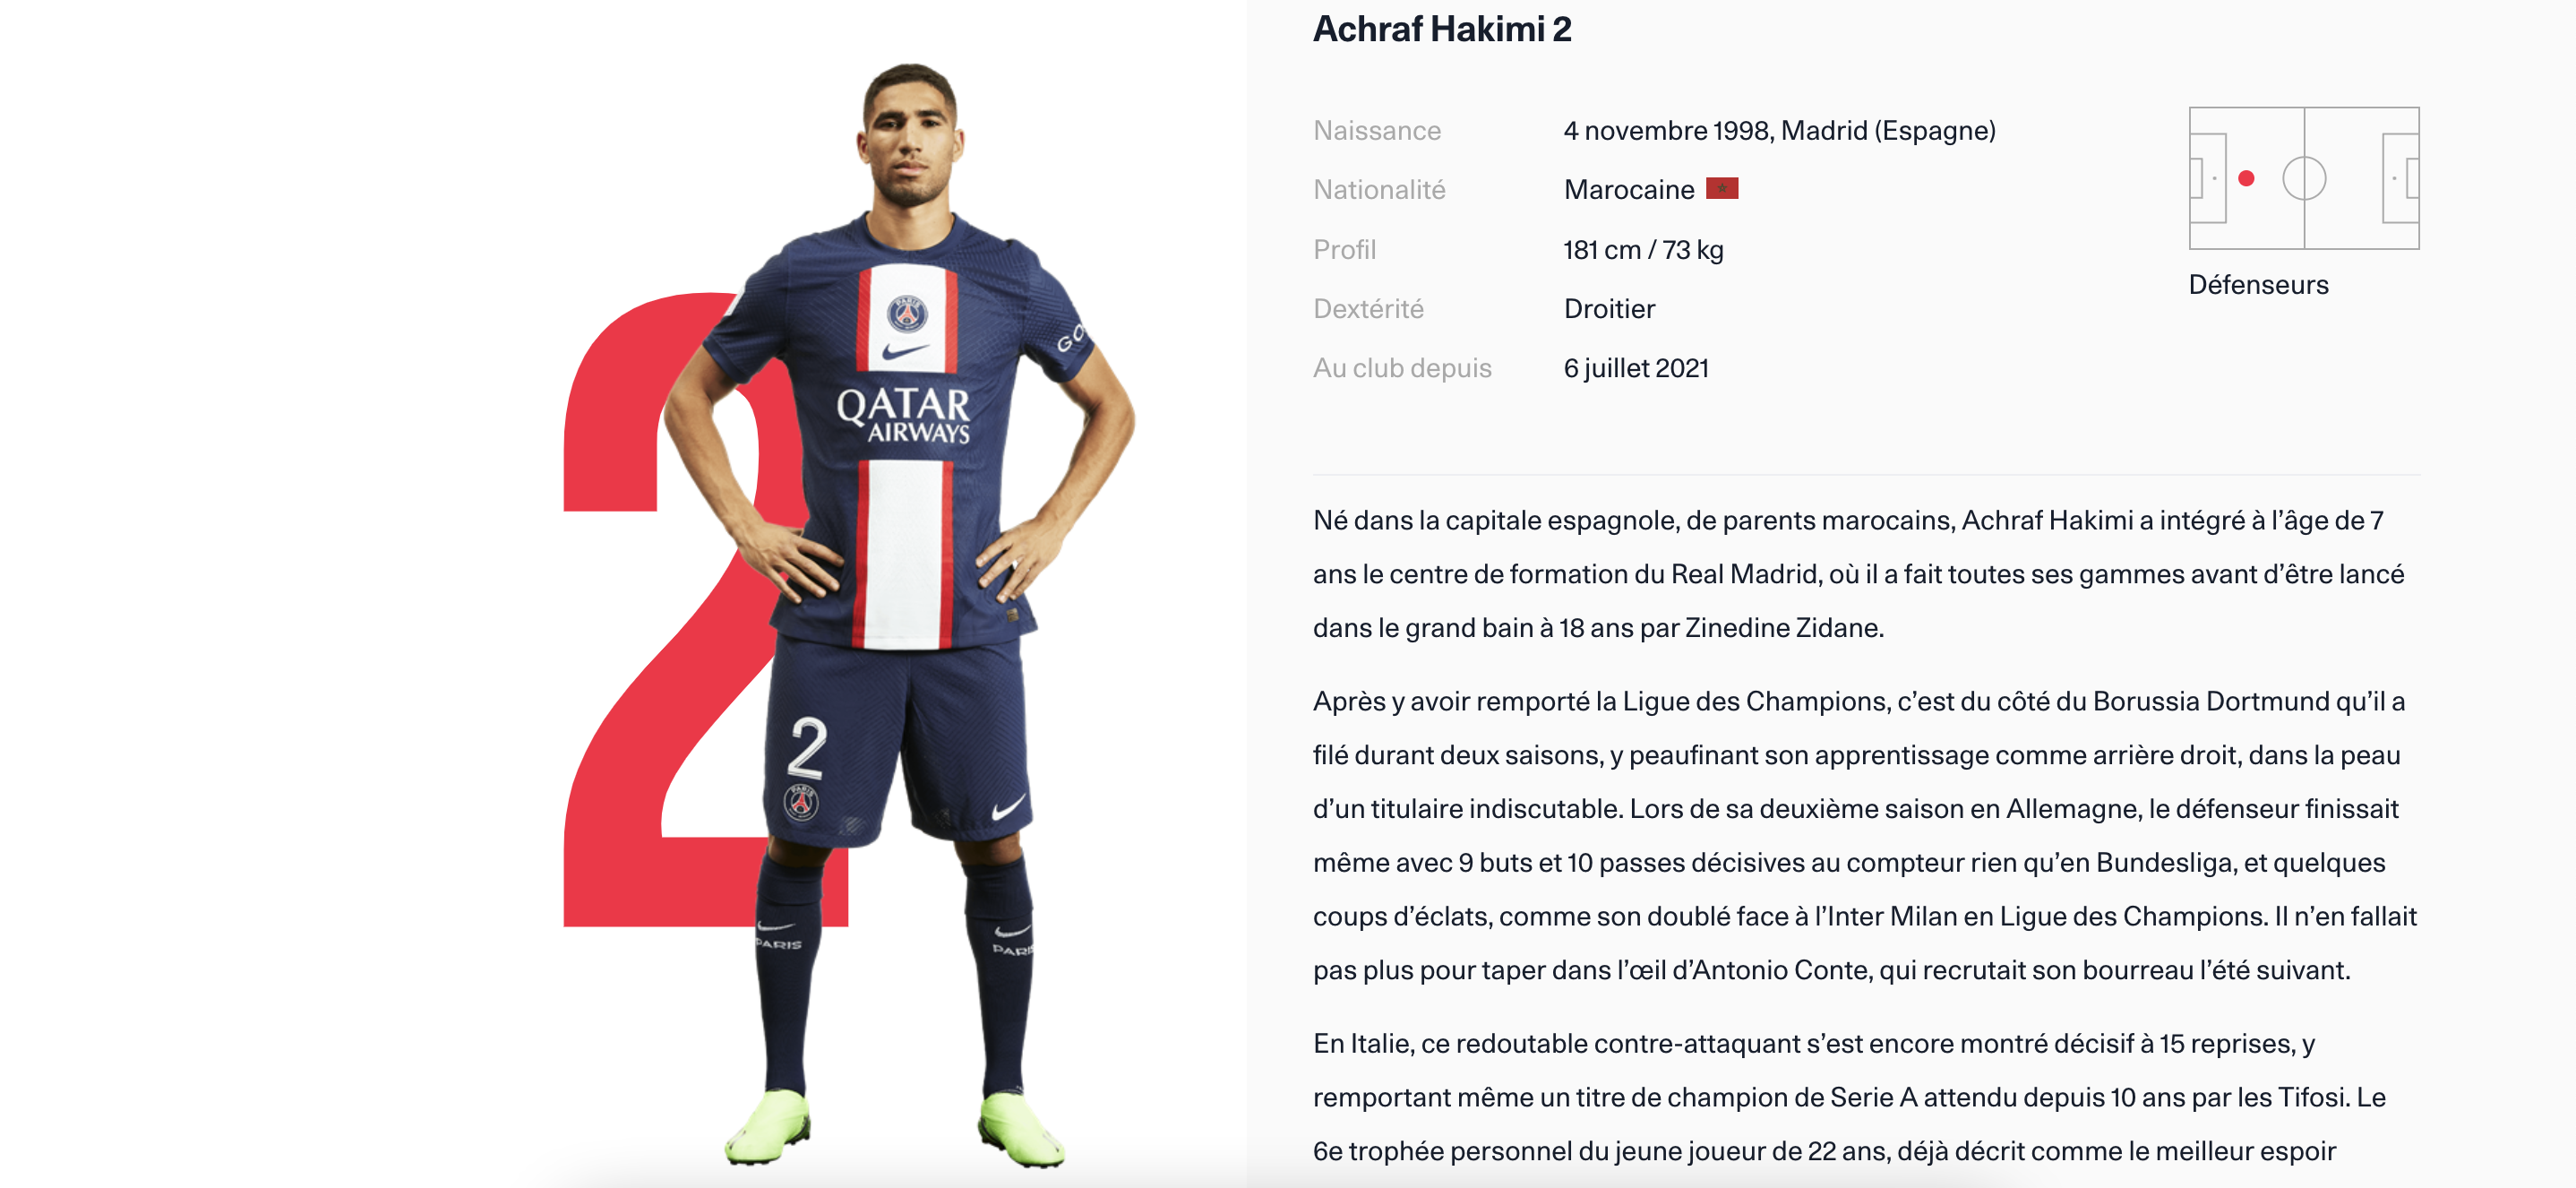 Achraf Hakimi 2
Naissance 4 novembre 1998, Madrid (Espagne)
Nationalité Marocaine
Profil 181 cm / 73 kg
Dextérité Droitier
Au club depuis 6 juillet 2021
Défenseurs
Né dans la capitale espagnole, de parents marocains, Achraf Hakimi a intégré à l’âge de 7
ans le centre de formation du Real Madrid, où il a fait toutes ses gammes avant d’être lancé
dans le grand bain à 18 ans par Zinedine Zidane.
Après y avoir remporté la Ligue des Champions, c’est du côté du Borussia Dortmund qu’il a
filé durant deux saisons, y peaufinant son apprentissage comme arrière droit, dans la peau
d’un titulaire indiscutable. Lors de sa deuxième saison en Allemagne, le défenseur finissait
même avec 9 buts et 10 passes décisives au compteur rien qu’en Bundesliga, et quelques
coups d’éclats, comme son doublé face à l’Inter Milan en Ligue des Champions. Il n’en fallait
pas plus pour taper dans l’œil d’Antonio Conte, qui recrutait son bourreau l’été suivant.
En Italie, ce redoutable contre-attaquant s’est encore montré décisif à 15 reprises, y
remportant même un titre de champion de Serie A attendu depuis 10 ans par les Tifosi. Le
6e trophée personnel du jeune joueur de 22 ans, déjà décrit comme le meilleur espoir
2
PARIS
GO
QATAR
AIRWAYS
2
PARIS
PARIS
PARIS